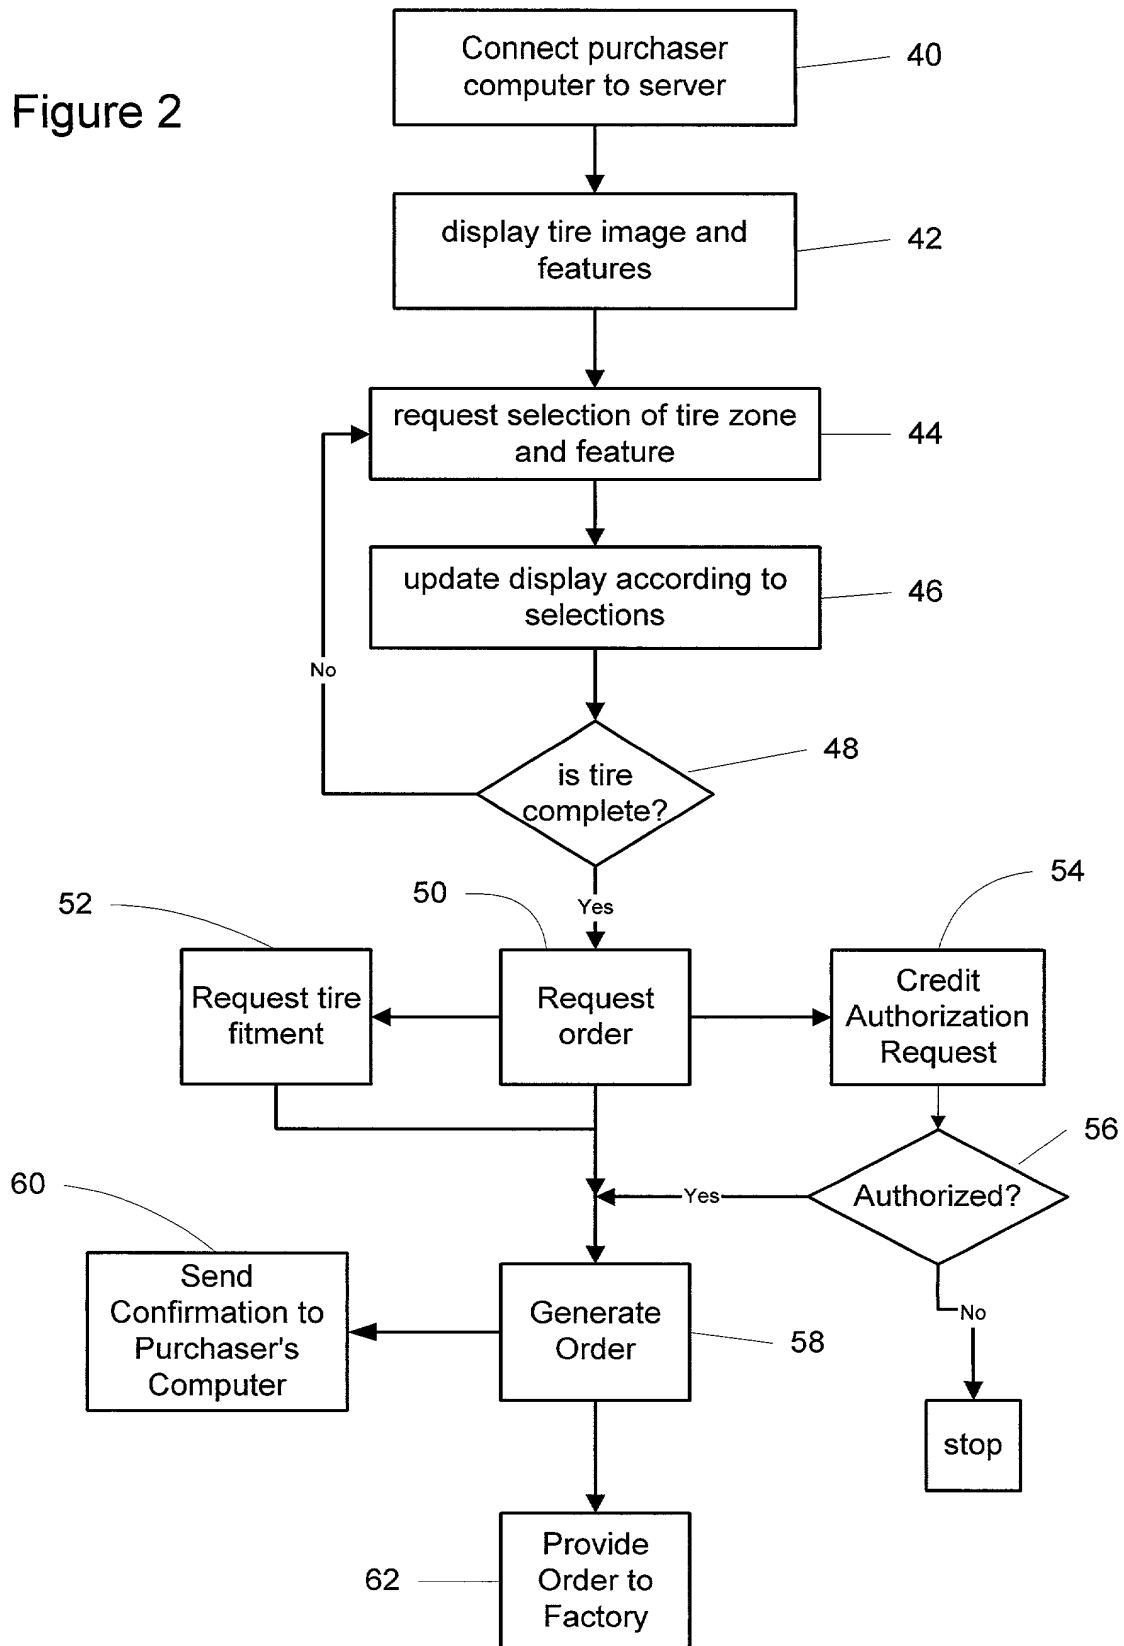 Figure 2
Connect purchaser
computer to server
40
display tire image and
features
42
request selection of tire zone
and feature
44
update display according to
selections
46
No
is tire
complete?
48
Yes
52
50
54
Request tire
fitment
Request
order
Credit
Authorization
Request
56
Authorized?
Yes
No
60
Send
Confirmation to
Purchaser's
Computer
Generate
Order
58
stop
Provide
Order to
Factory
62